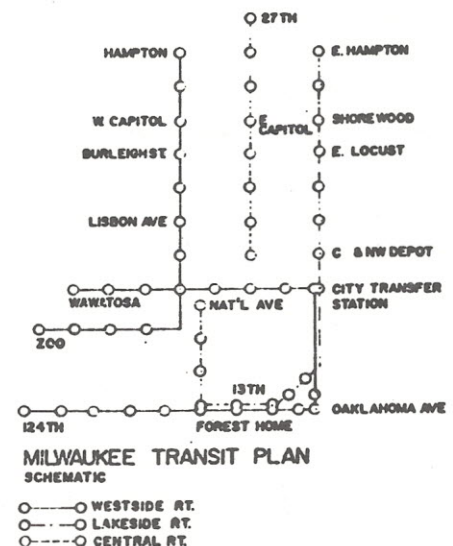 27TH
HAMPTON
E. HAMPTON
W. CAPITOL
E CAPITOL
SHOREWOOD
BURLEIGH ST.
E. LOCUST
LISBON AVE
C & NW DEPOT
WAWATOSA
NAT'L AVE
CITY TRANSFER STATION
ZOO
13TH
124TH
FOREST HOME
OAKLAHOMA AVE
MILWAUKEE TRANSIT PLAN
SCHEMATIC
WESTSIDE RT.
LAKESIDE RT.
CENTRAL RT.